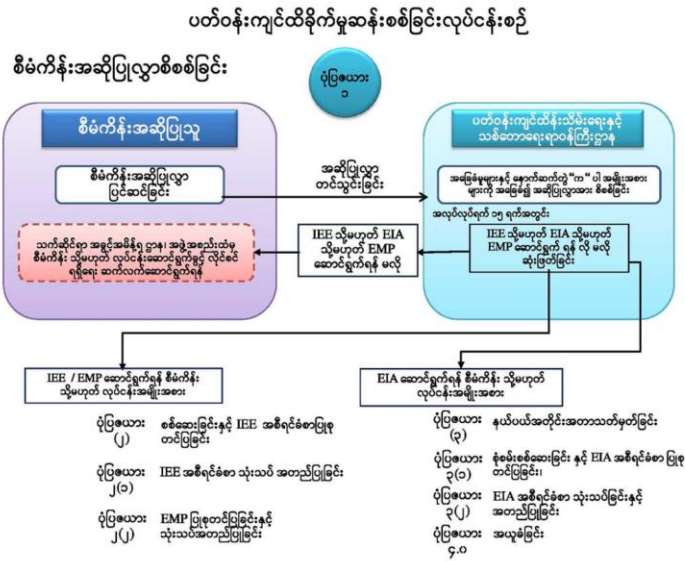 ပတ်ဝန်းကျင်ထိခိုက်မှုဆန်းစစ်ခြင်းလုပ်ငန်းစဉ်
စီမံကိန်းအဆိုပြုလွှာစိစစ်ခြင်း
ပုံပြဇယား
၁
စီမံကိန်းအဆိုပြုသူ
ပတ်ဝန်းကျင်ထိန်းသိမ်းရေးနှင့်
သစ်တောရေးရာဝန်ကြီးဌာန
စီမံကိန်းအဆိုပြုလွှာ
ပြင်ဆင်ခြင်း
အဆိုပြုလွှာ
တင်သွင်းခြင်း
အခြေခံမူများနှင့် နောက်ဆက်တွဲ "က" ပါ အမျိုးအစား
များကို အခြေခံ၍ အဆိုပြုလွှာအား စိစစ်ခြင်း
အလုပ်လုပ်ရက် ၁၅ ရက်အတွင်း
သက်ဆိုင်ရာ အခွင့်အမိန့်ရ ဌာန၊ အဖွဲ့အစည်းထံမှ
စီမံကိန်း သို့မဟုတ် လုပ်ငန်းဆောင်ရွက်ခွင့် လိုင်စင်
ရရှိရေး ဆက်လက်ဆောင်ရွက်ရန်
IEE သို့မဟုတ် EIA
သို့မဟုတ် EMP
ဆောင်ရွက်ရန် မလို
IEE သို့မဟုတ် EIA သို့မဟုတ်
EMP ဆောင်ရွက် ရန် လို မလို
ဆုံးဖြတ်ခြင်း
IEE / EMP ဆောင်ရွက်ရန် စီမံကိန်း
သို့မဟုတ် လုပ်ငန်းအမျိုးအစား
EIA ဆောင်ရွက်ရန် စီမံကိန်း သို့မဟုတ်
လုပ်ငန်းအမျိုးအစား
ပုံပြဇယား
(၂)
စစ်ဆေးခြင်းနှင့် IEE အစီရင်ခံစာပြုစု
တင်ပြခြင်း
ပုံပြဇယား
၂(၁)
IEE အစီရင်ခံစာ သုံးသပ် အတည်ပြုခြင်း
ပုံပြဇယား
၂(၂)
EMP ပြုစုတင်ပြခြင်းနှင့်
သုံးသပ်အတည်ပြုခြင်း
ပုံပြဇယား
(၃)
နယ်ပယ်အတိုင်းအတာသတ်မှတ်ခြင်း
ပုံပြဇယား
၃(၁)
စုံစမ်းစစ်ဆေးခြင်း နှင့် EIA အစီရင်ခံစာ ပြုစု
တင်ပြခြင်း၊
ပုံပြဇယား
၃(၂)
EIA အစီရင်ခံစာ သုံးသပ်ခြင်းနှင့်
အတည်ပြုခြင်း
ပုံပြဇယား
၄.၀
အယူခံခြင်း